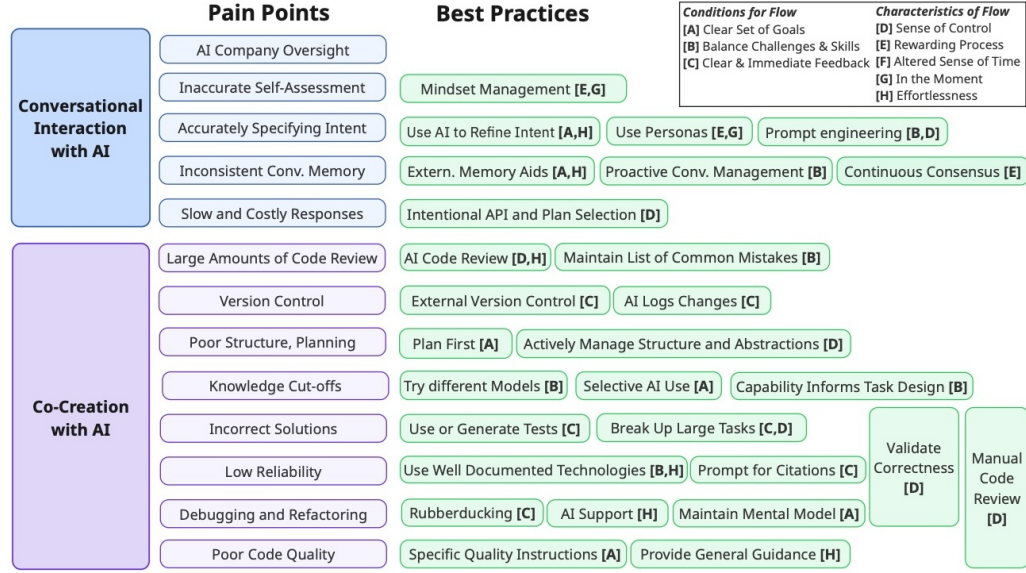 Pain Points
Best Practices
Conditions for Flow
[A] Clear Set of Goals
[B] Balance Challenges & Skills
[C] Clear & Immediate Feedback
Characteristics of Flow
[D] Sense of Control
[E] Rewarding Process
[F] Altered Sense of Time
[G] In the Moment
[H] Effortlessness
Conversational
Interaction
with AI
AI Company Oversight
Inaccurate Self-Assessment
Mindset Management [E,G]
Accurately Specifying Intent
Use AI to Refine Intent [A,H]
Use Personas [E,G]
Prompt engineering [B,D]
Inconsistent Conv. Memory
Extern. Memory Aids [A,H]
Proactive Conv. Management [B]
Continuous Consensus [E]
Slow and Costly Responses
Intentional API and Plan Selection [D]
Co-Creation
with AI
Large Amounts of Code Review
AI Code Review [D,H]
Maintain List of Common Mistakes [B]
Version Control
External Version Control [C]
AI Logs Changes [C]
Poor Structure, Planning
Plan First [A]
Actively Manage Structure and Abstractions [D]
Knowledge Cut-offs
Try different Models [B]
Selective AI Use [A]
Capability Informs Task Design [B]
Incorrect Solutions
Use or Generate Tests [C]
Break Up Large Tasks [C,D]
Low Reliability
Use Well Documented Technologies [B,H]
Prompt for Citations [C]
Debugging and Refactoring
Rubberducking [C]
AI Support [H]
Maintain Mental Model [A]
Poor Code Quality
Specific Quality Instructions [A]
Provide General Guidance [H]
Validate
Correctness
[D]
Manual
Code
Review
[D]